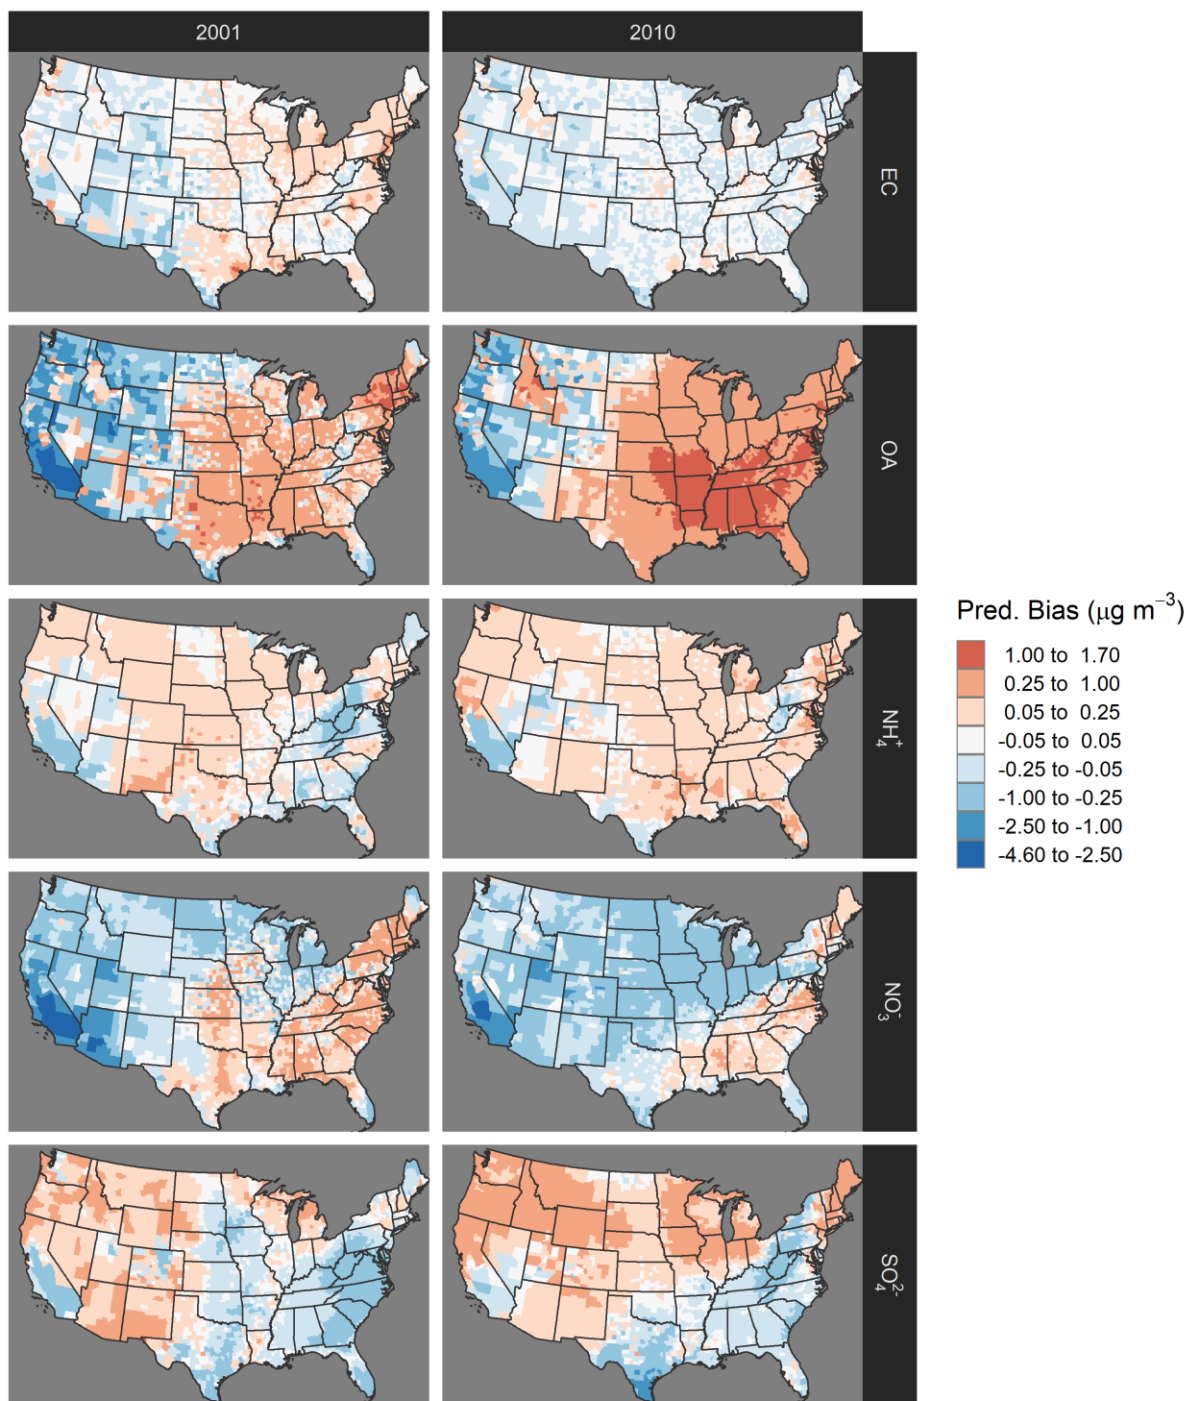 2001
2010
EC
OA
NH₄⁺
NO₃⁻
SO₄²⁻
Pred. Bias (μg m⁻³)
1.00 to 1.70
0.25 to 1.00
0.05 to 0.25
-0.05 to 0.05
-0.25 to -0.05
-1.00 to -0.25
-2.50 to -1.00
-4.60 to -2.50